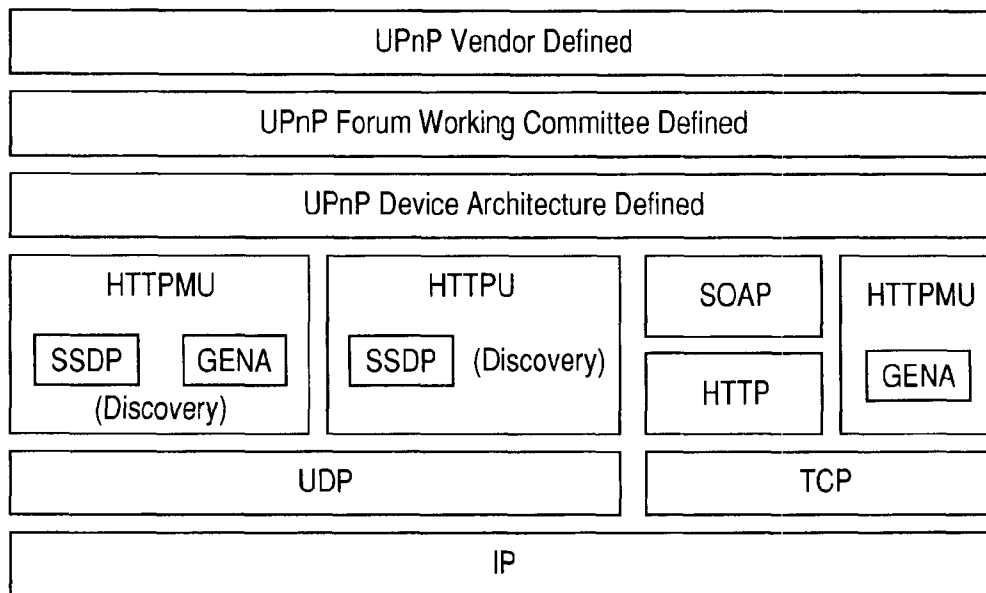 UPnP Vendor Defined
UPnP Forum Working Committee Defined
UPnP Device Architecture Defined
HTTPMU
SSDP GENA
(Discovery)
HTTPU
SSDP (Discovery)
SOAP
HTTP
HTTPMU
GENA
UDP
TCP
IP